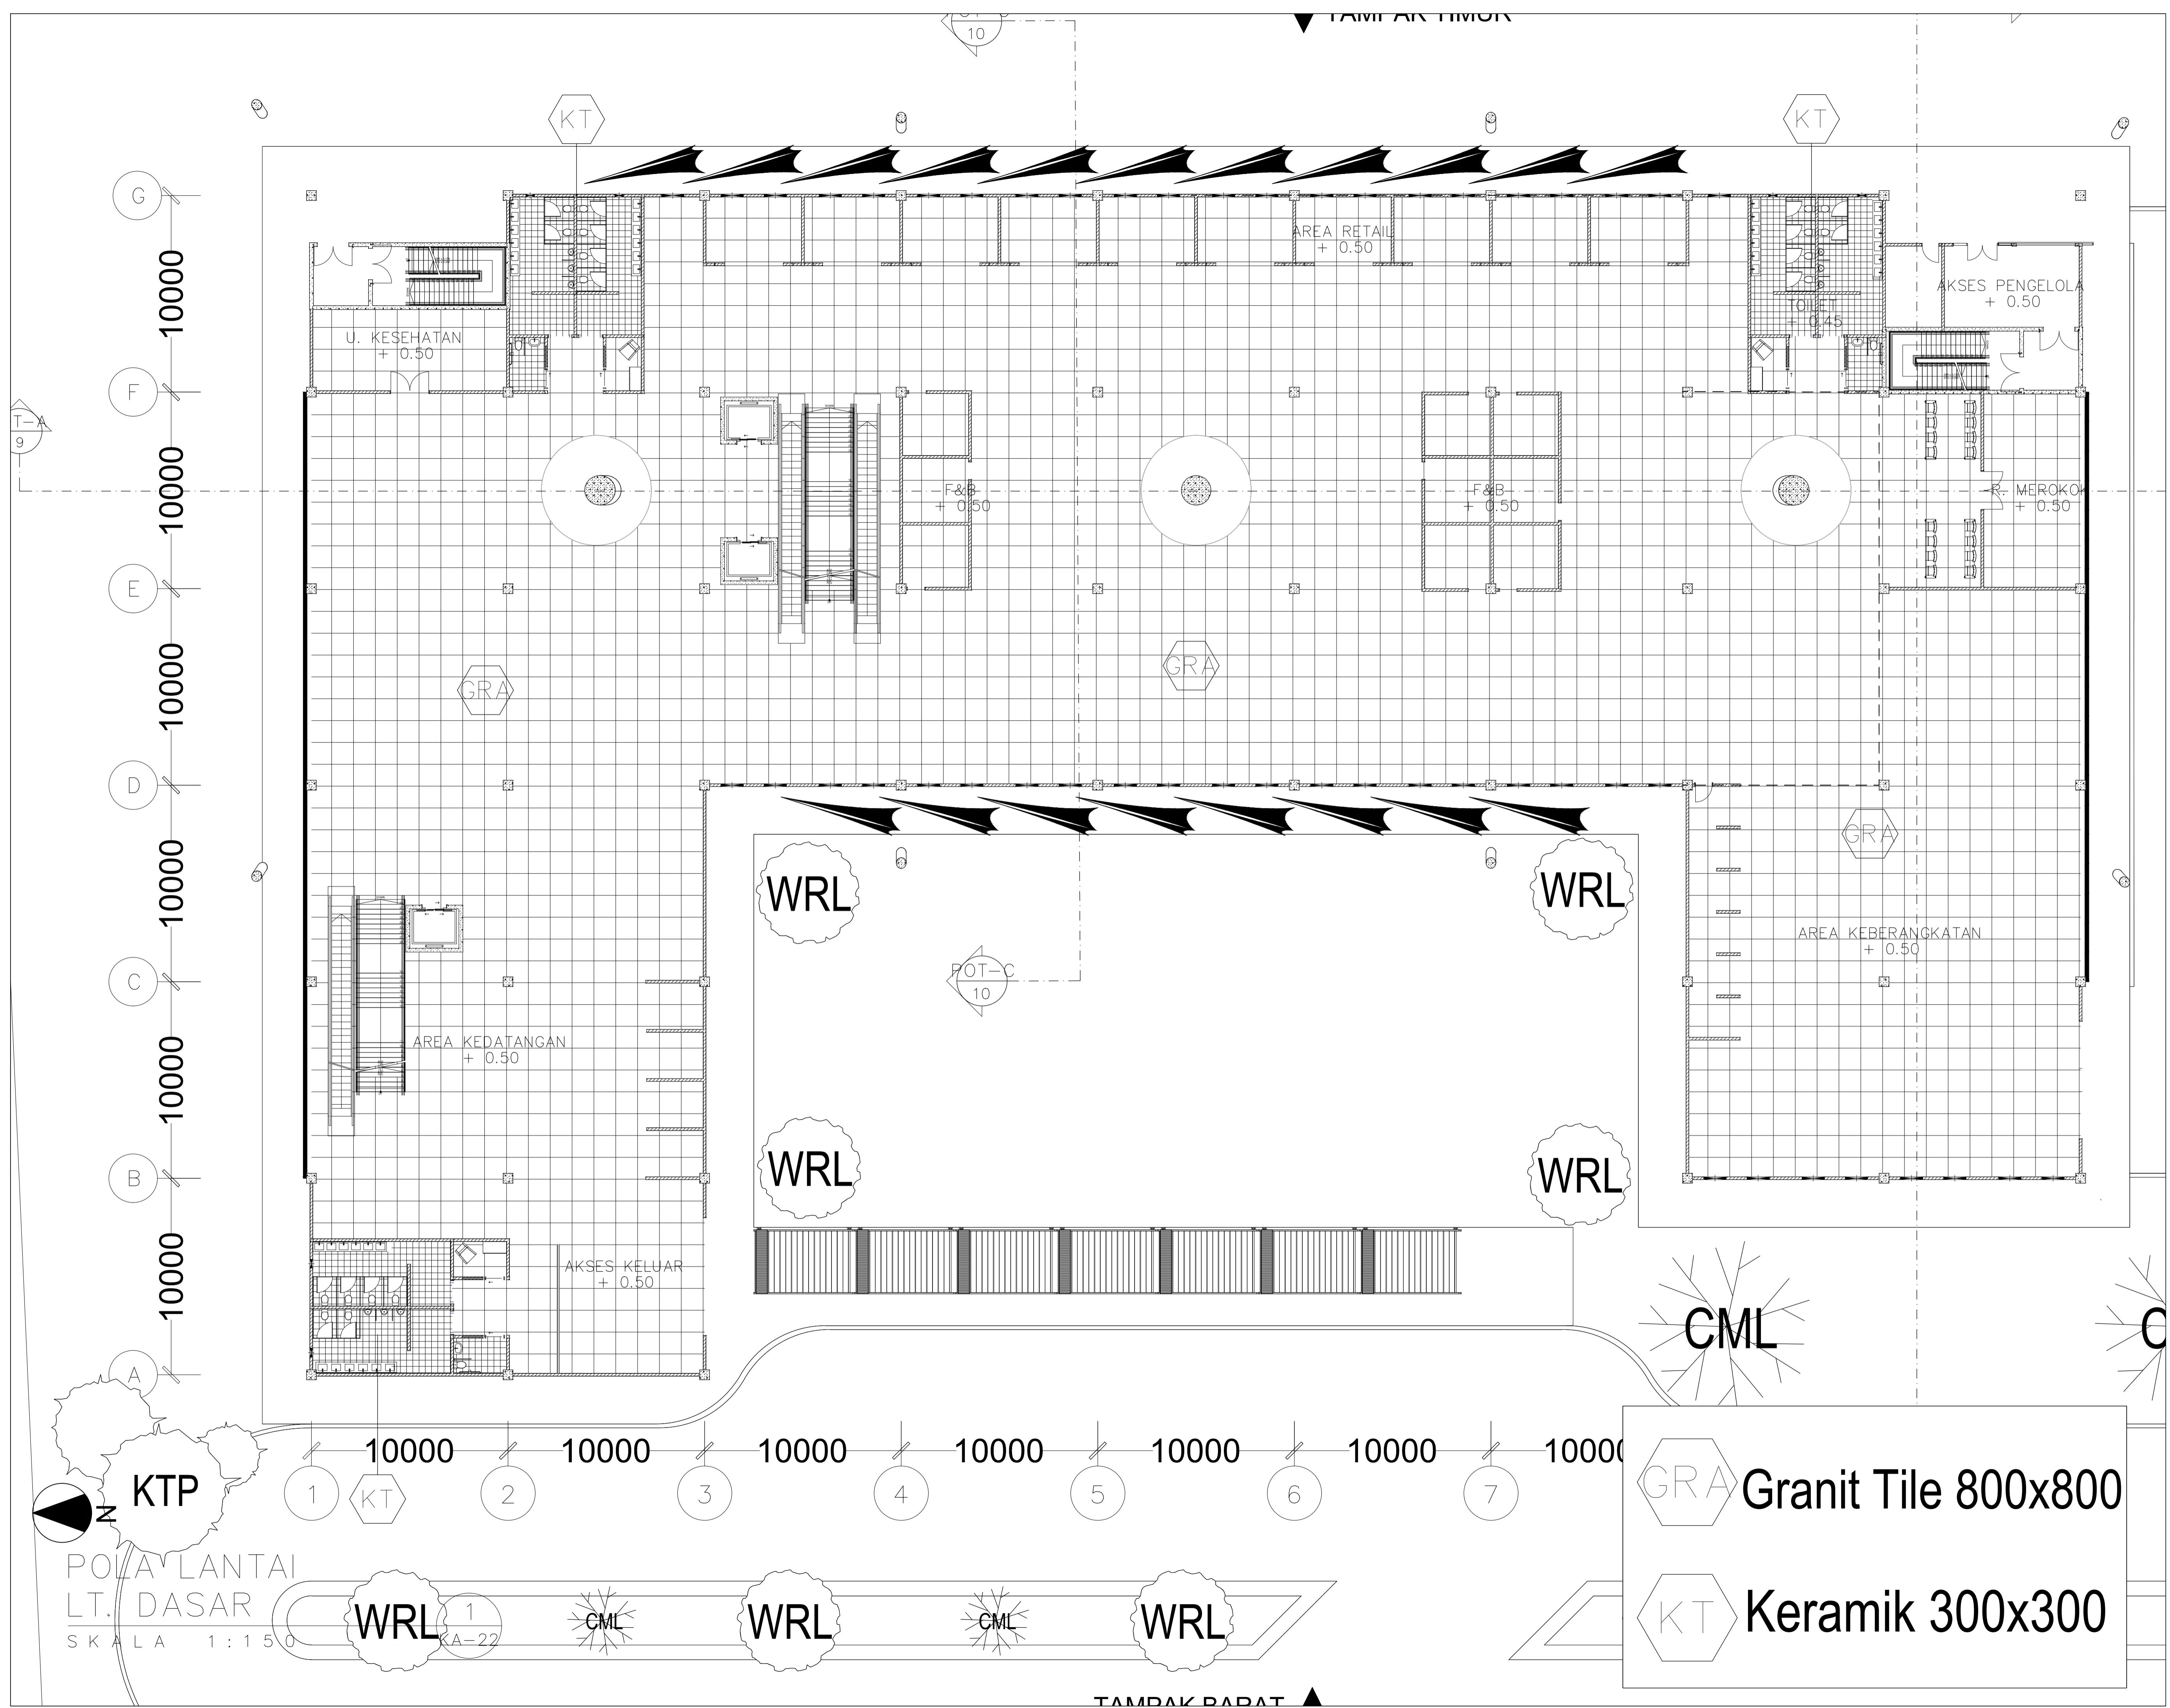 10
TAMPAK TIMUR
KT
KT
G
10000
AREA RETAIL
+ 0.50
AKSES PENGELOLA
+ 0.50
TOILET
+ 0.45
U. KESEHATAN
+ 0.50
F
T-A
9
10000
F&B
+ 0.50
F&B
+ 0.50
R. MEROKOK
+ 0.50
E
10000
GRA
GRA
D
10000
GRA
WRL
WRL
AREA KEBERANGKATAN
+ 0.50
C
POT-C
10
10000
AREA KEDATANGAN
+ 0.50
B
WRL
WRL
10000
AKSES KELUAR
+ 0.50
CML
C
A
10000
10000
10000
10000
10000
10000
10000
1
KT
2
3
4
5
6
7
KTP
N
GRA
Granit Tile 800x800
KT
Keramik 300x300
POLA LANTAI
LT. DASAR
SKALA 1:150
1
KA-22
WRL
CML
WRL
CML
WRL
TAMPAK BARAT